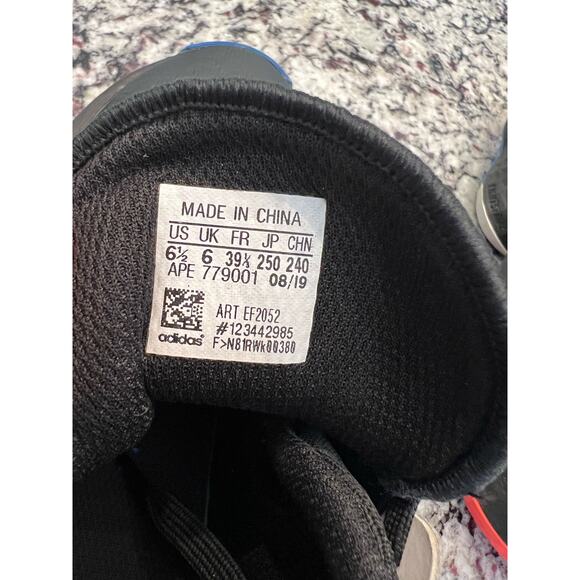 MADE IN CHINA
US UK FR JP CHN
6½ 6 39⅓ 250 240
APE 779001 08/19
ART EF2052
#123442985
adidas® F>N81RWk00380